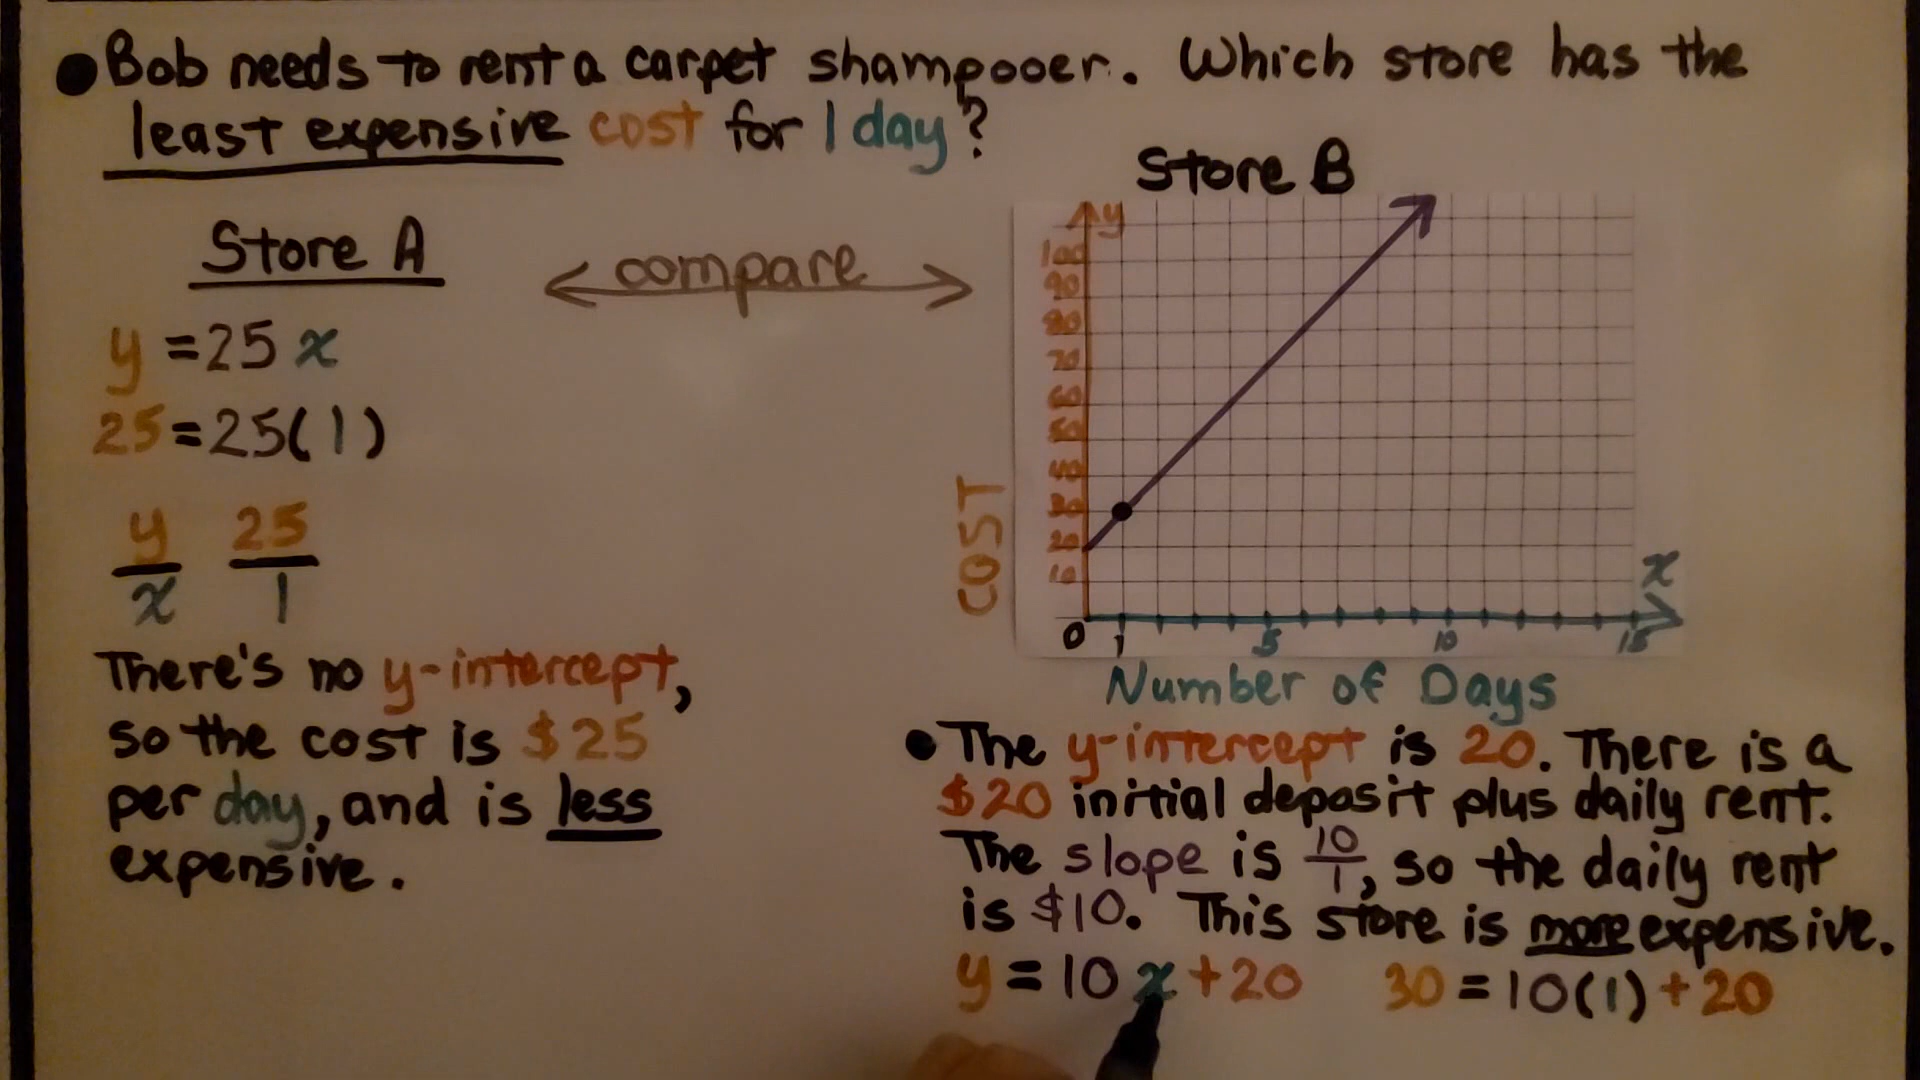 Bob needs to rent a carpet shampooer. Which store has the
least expensive cost for 1 day?
Store A
compare
y = 25x
25 = 25(1)
y/x 25/1
There's no y-intercept,
so the cost is $25
per day, and is less
expensive.
Store B
y
100
90
80
70
60
50
40
30
20
10
COST
0 1 5 10 15
x
Number of Days
The y-intercept is 20. There is a
$20 initial deposit plus daily rent.
The slope is 10/1, so the daily rent
is $10. This store is more expensive.
y = 10x + 20 30 = 10(1) + 20